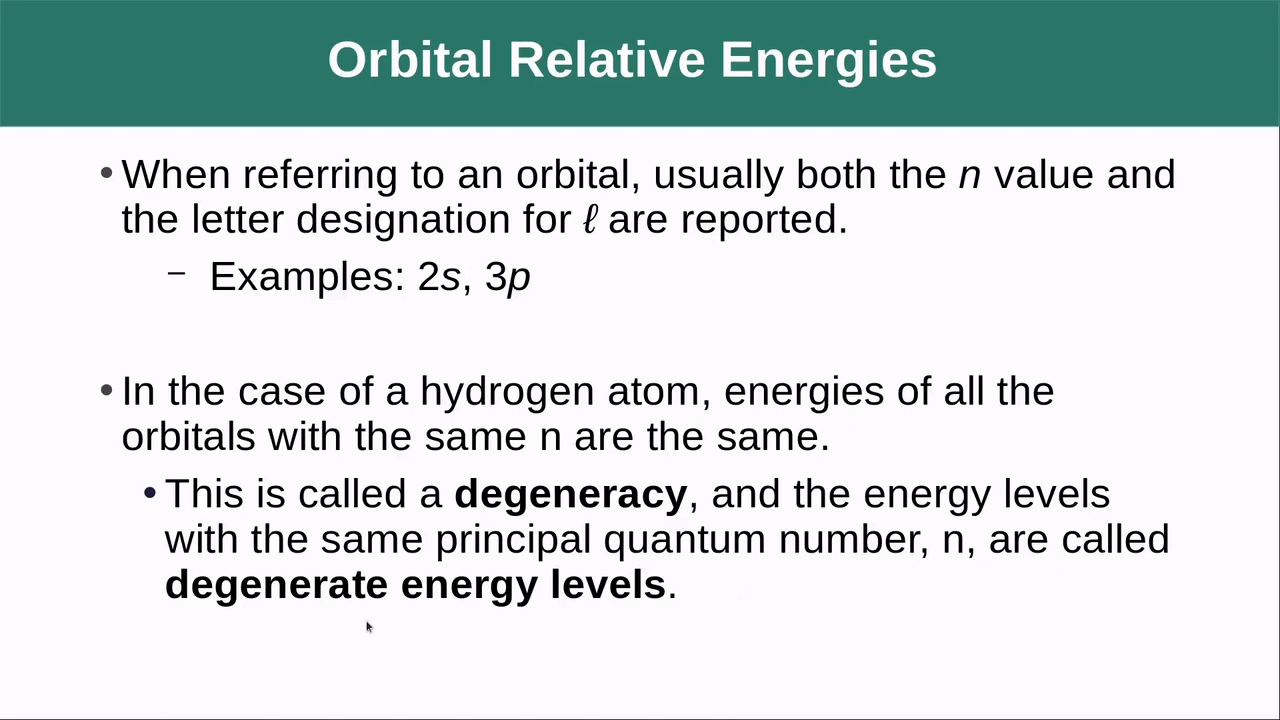 Orbital Relative Energies
• When referring to an orbital, usually both the n value and
the letter designation for ℓ are reported.
– Examples: 2s, 3p
• In the case of a hydrogen atom, energies of all the
orbitals with the same n are the same.
• This is called a degeneracy, and the energy levels
with the same principal quantum number, n, are called
degenerate energy levels.